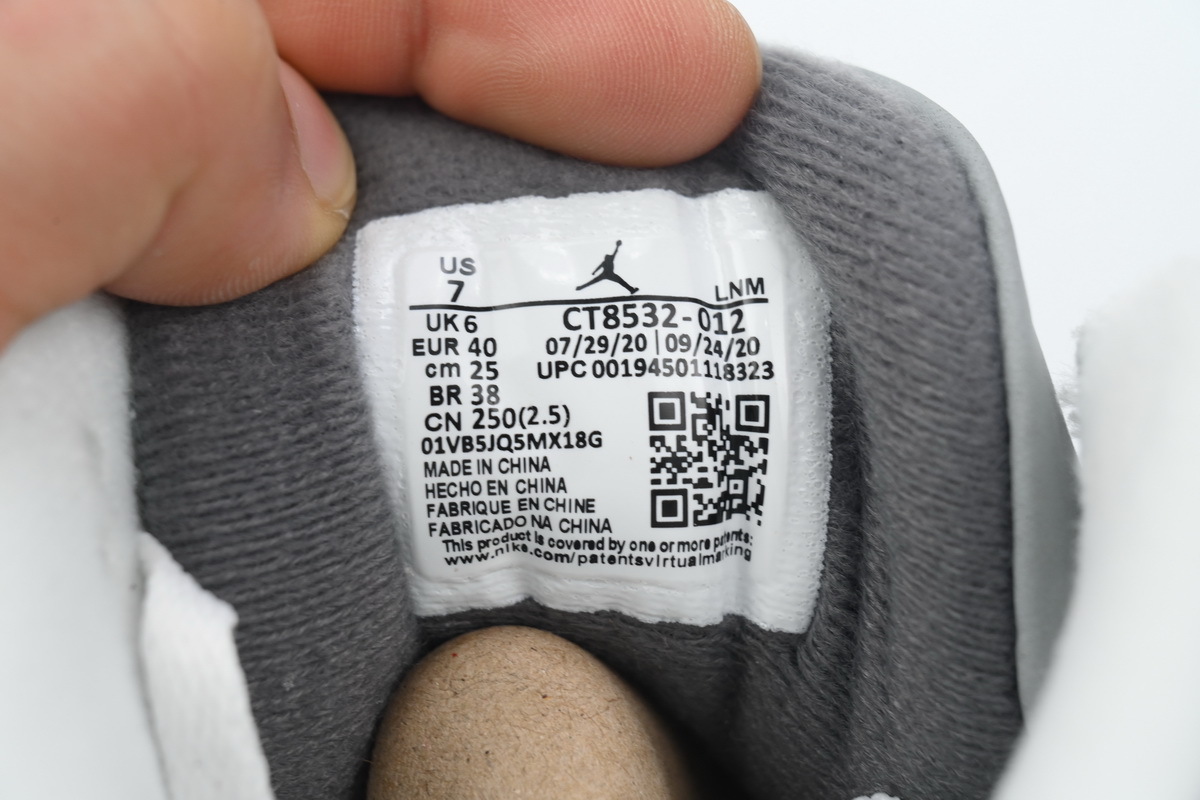 US
7
LNM
UK 6
CT8532-012
EUR 40
07/29/20 | 09/24/20
cm 25
UPC 00194501118323
BR 38
CN 250(2.5)
01VB5JQ5MX18G
MADE IN CHINA
HECHO EN CHINA
FABRIQUE EN CHINE
FABRICADO NA CHINA
This product is covered by one or more patents:
www.nike.com/patentsvirtualmarking